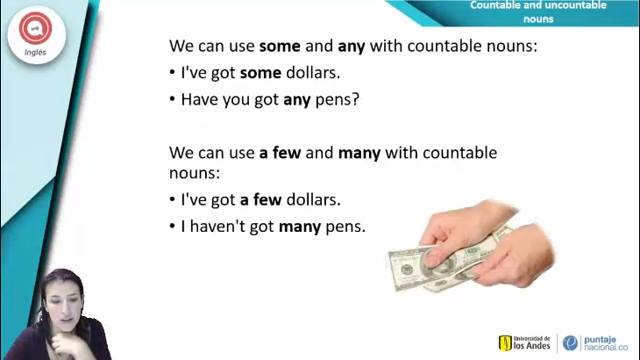 Countable and uncountable
nouns
Inglés
We can use some and any with countable nouns:
• I've got some dollars.
• Have you got any pens?
We can use a few and many with countable
nouns:
• I've got a few dollars.
• I haven't got many pens.
Universidad de
los Andes
puntaje
nacional.co